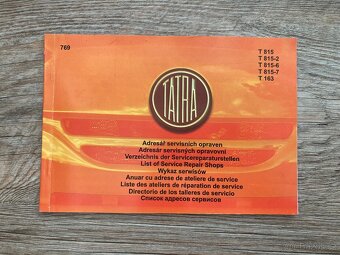 769
T 815
T 815-2
T 815-6
T 815-7
T 163
TATRA
Adresář servisních opraven
Adresár servisných opravovní
Verzeichnis der Servicereparaturstellen
List of Service Repair Shops
Wykaz serwisów
Anuar cu adrese de ateliere de service
Liste des ateliers de réparation de service
Directorio de los talleres de servicio
Список адресов сервисов